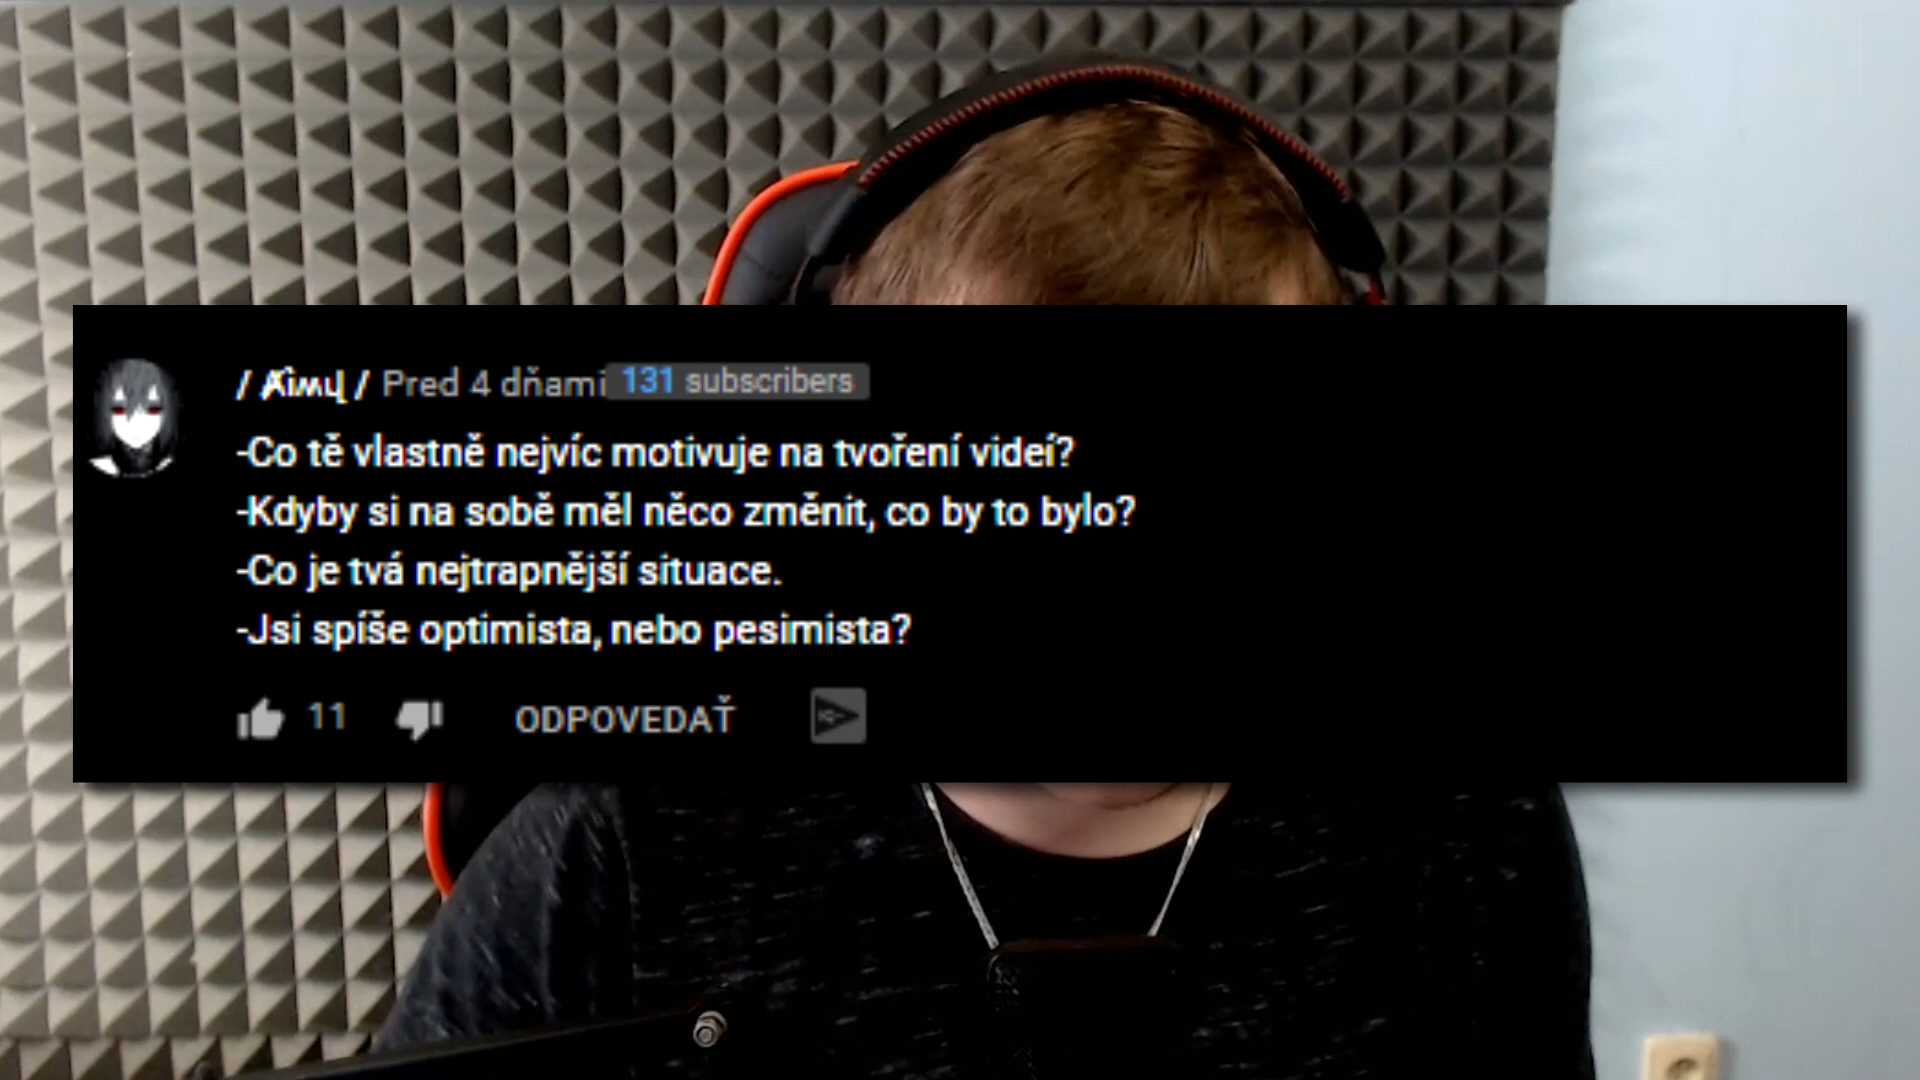 / Aimy / Pred 4 dňami 131 subscribers
-Co tě vlastně nejvíc motivuje na tvoření videí?
-Kdyby si na sobě měl něco změnit, co by to bylo?
-Co je tvá nejtrapnější situace.
-Jsi spíše optimista, nebo pesimista?
11 ODPOVEDAŤ